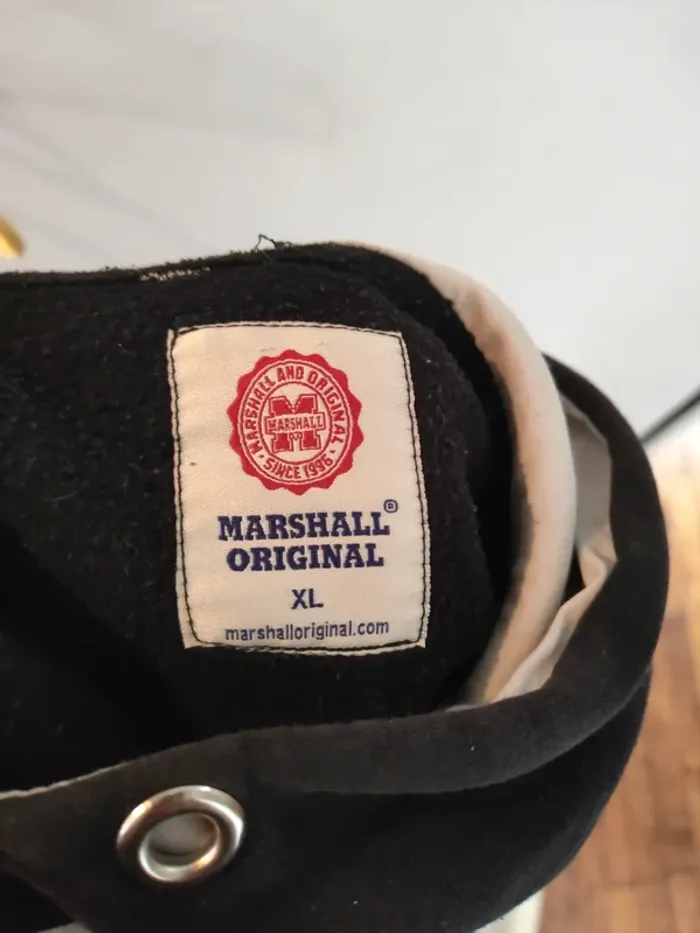 MARSHALL AND ORIGINAL
MARSHALL
• SINCE 1996 •
MARSHALL®
ORIGINAL
XL
marshalloriginal.com